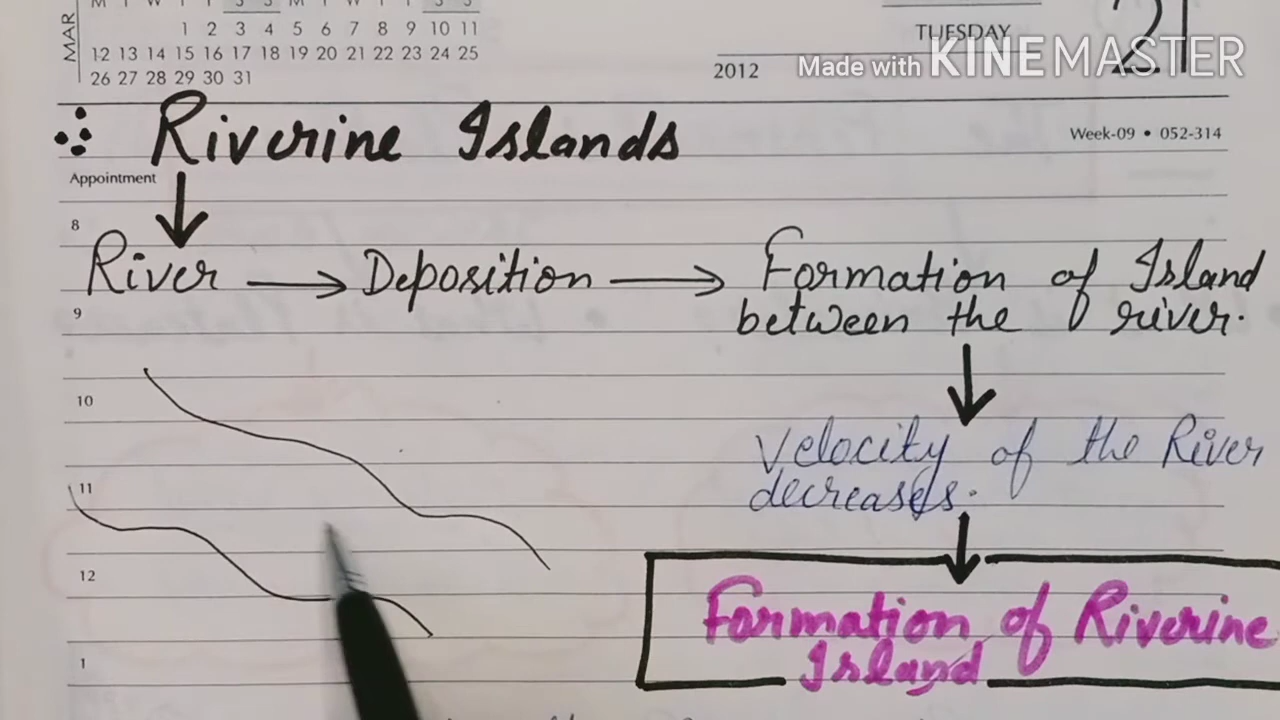 MAR
1 2 3 4 5 6 7 8 9 10 11
12 13 14 15 16 17 18 19 20 21 22 23 24 25
26 27 28 29 30 31
TUESDAY
21
2012
Made with KINEMASTER
Riverine Islands
Week-09 • 052-314
Appointment
8
River → Deposition → Formation of Island
between the river.
9
10
Velocity of the River
decreases.
11
12
Formation of Riverine
Island
1